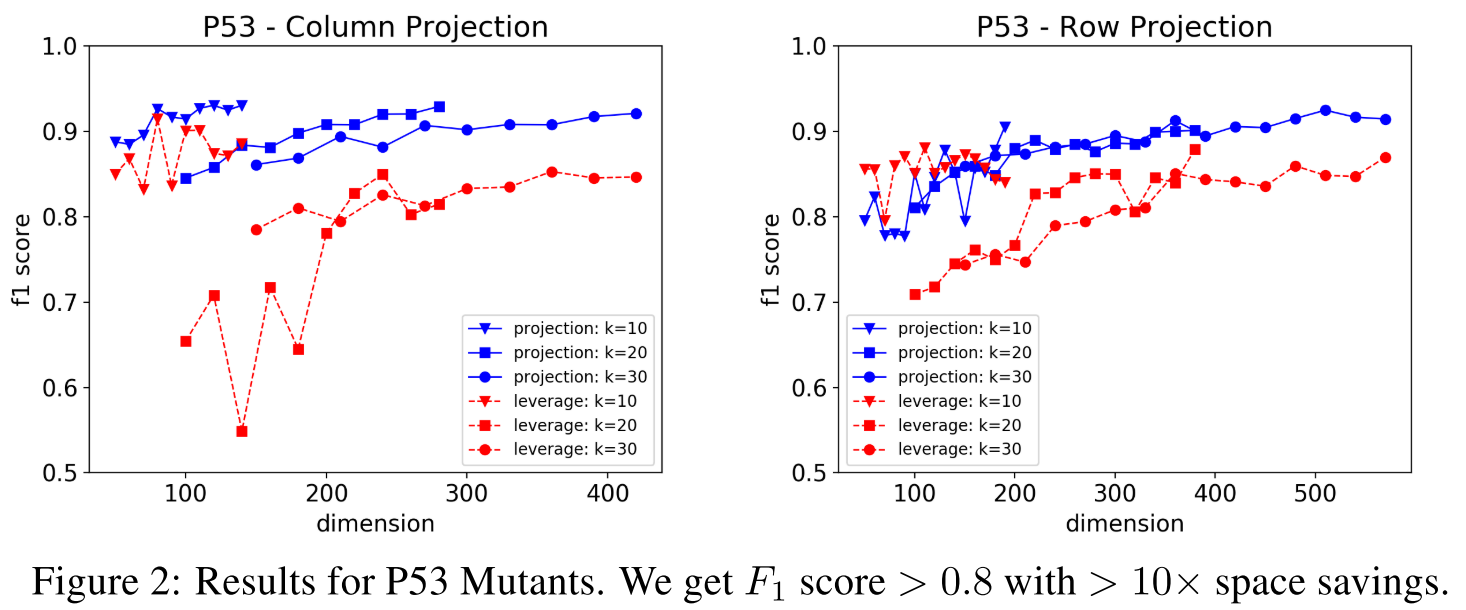 P53 - Column Projection
1.0
0.9
0.8
0.7
0.6
0.5
f1 score
100 200 300 400
dimension
projection: k=10
projection: k=20
projection: k=30
leverage: k=10
leverage: k=20
leverage: k=30
P53 - Row Projection
1.0
0.9
0.8
0.7
0.6
0.5
f1 score
100 200 300 400 500
dimension
projection: k=10
projection: k=20
projection: k=30
leverage: k=10
leverage: k=20
leverage: k=30
Figure 2: Results for P53 Mutants. We get F₁ score > 0.8 with > 10× space savings.